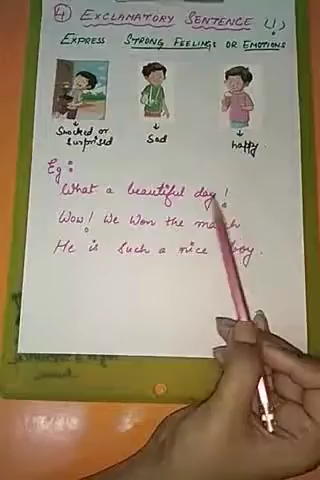 4 EXCLAMATORY SENTENCE (!)
EXPRESS STRONG FEELINGS OR EMOTIONS
Shocked or surprised
Sad
happy.
Eg:
What a beautiful day!
Wow! We Won the match
He is Such a nice boy.